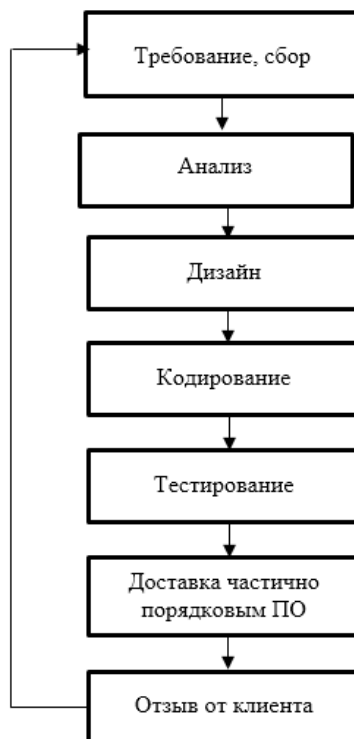 Требование, сбор
Анализ
Дизайн
Кодирование
Тестирование
Доставка частично
порядковым ПО
Отзыв от клиента